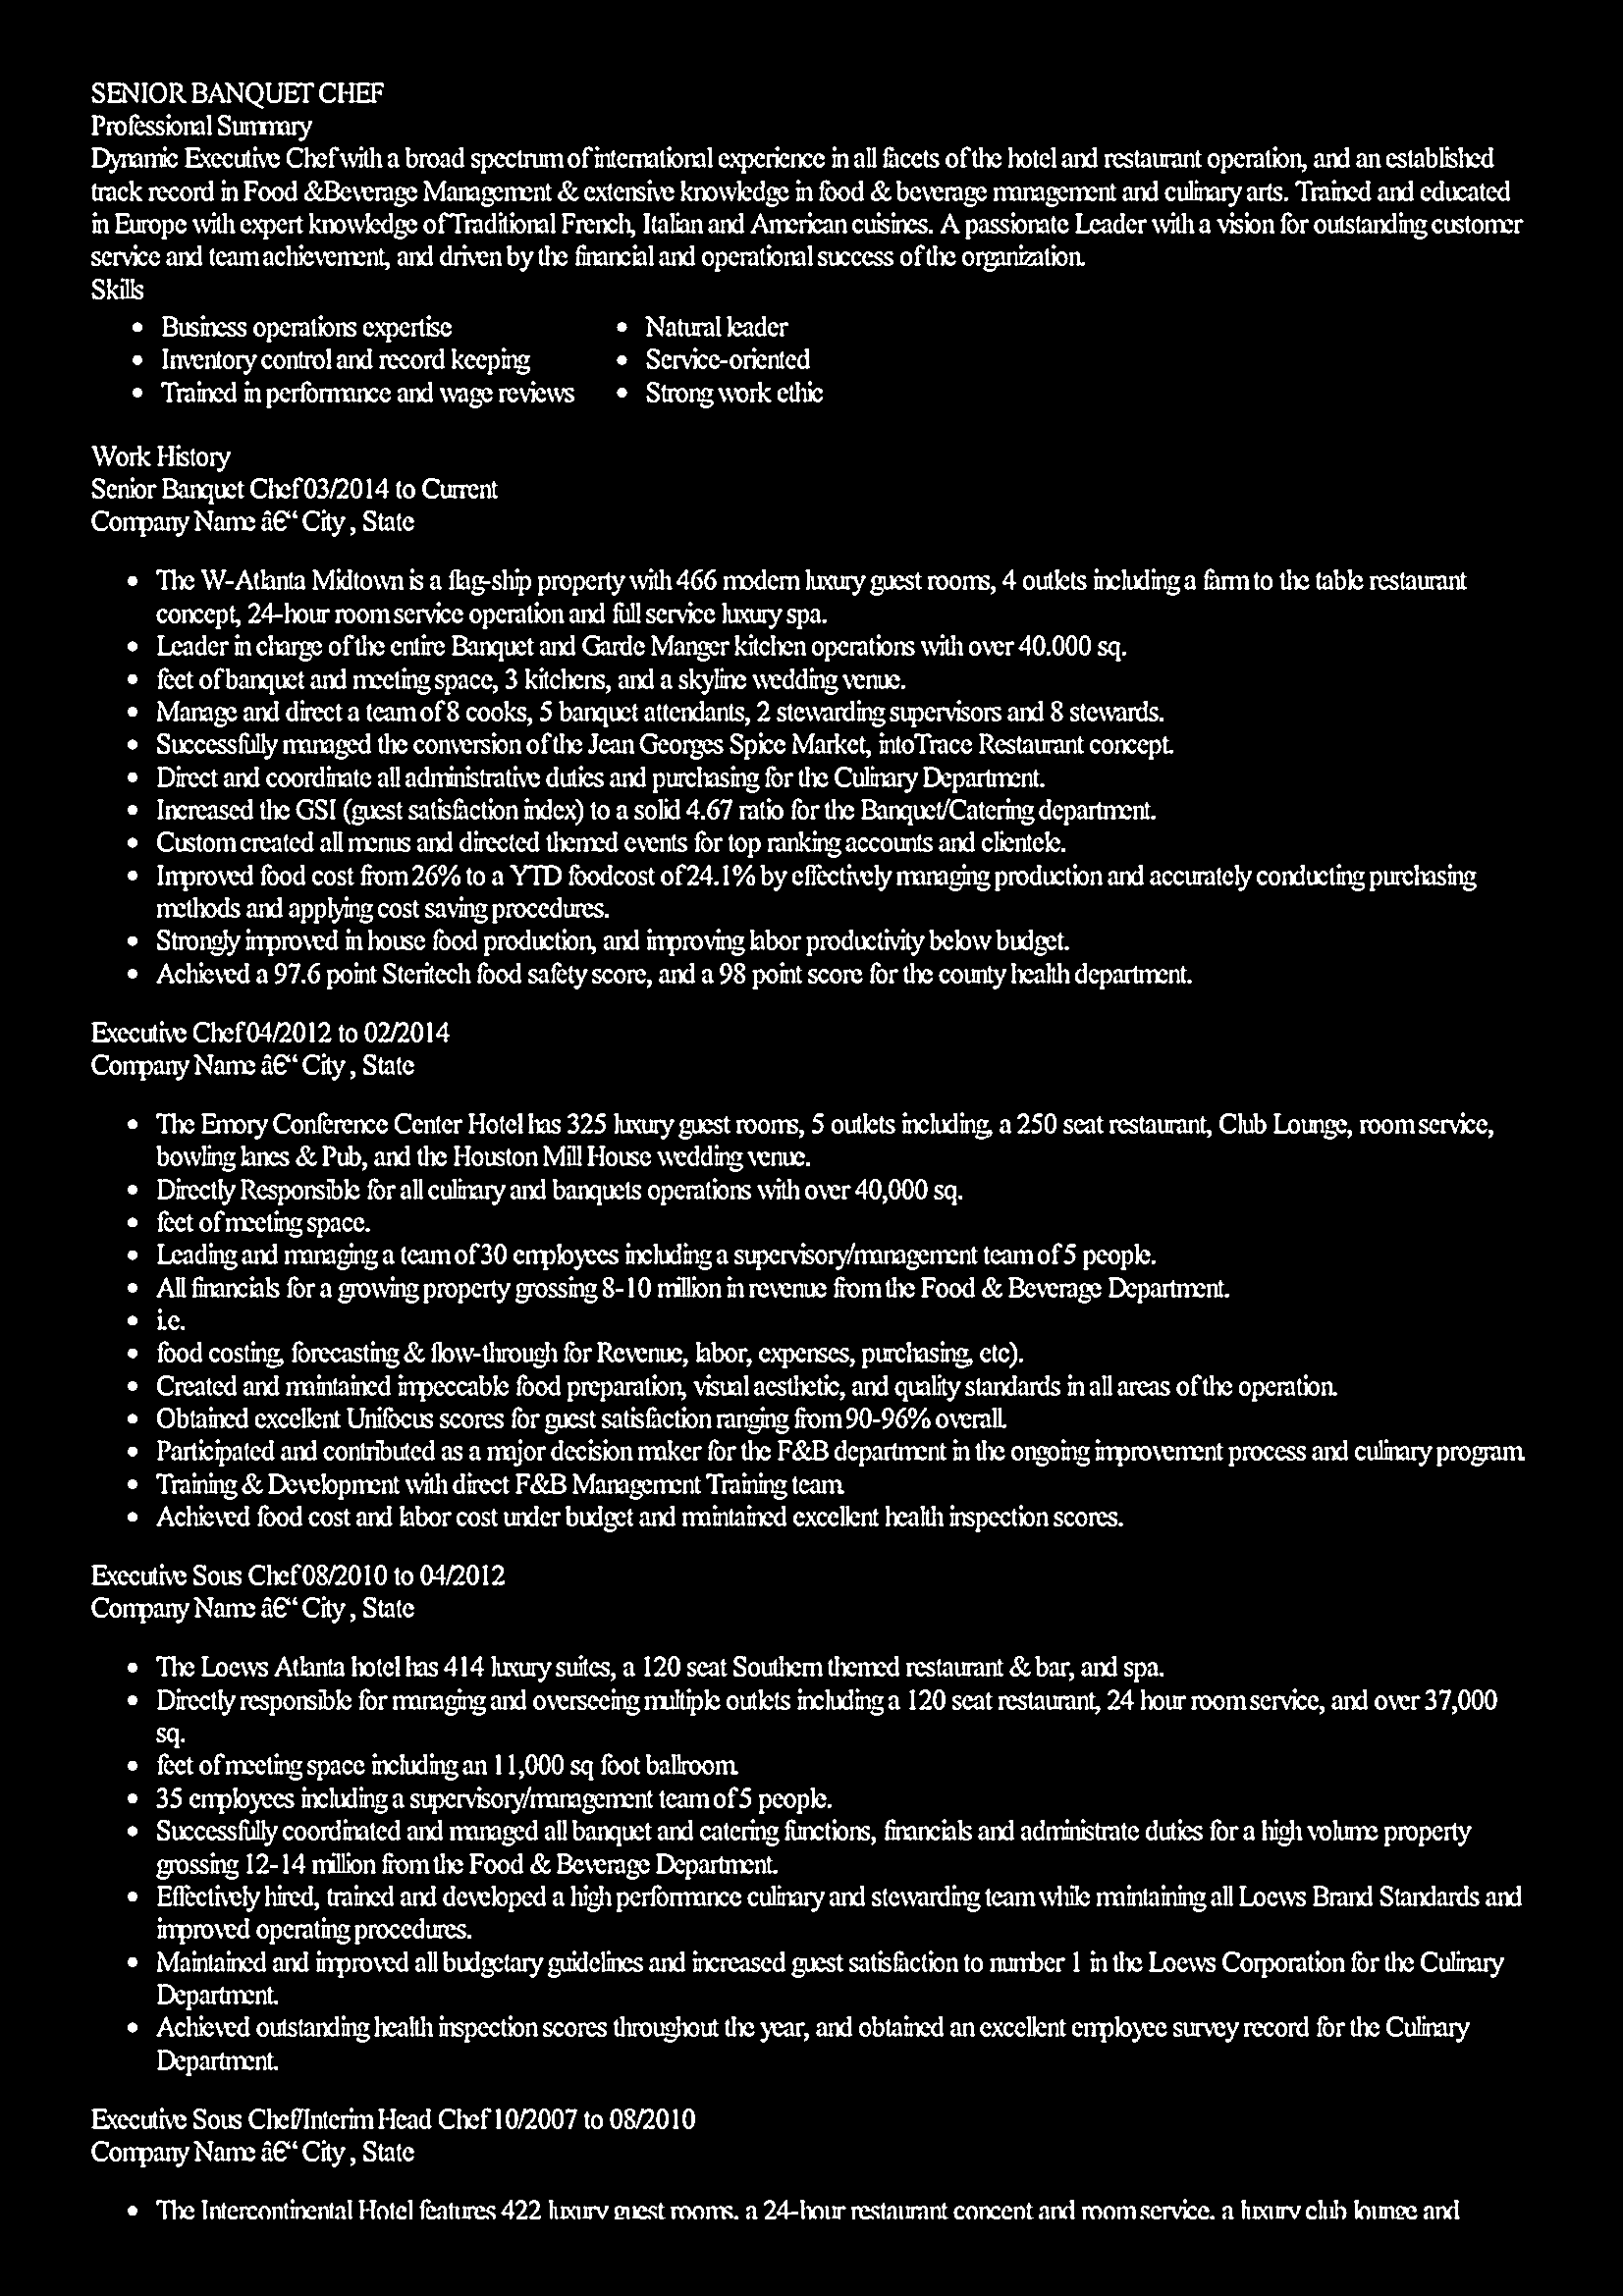 SENIOR BANQUET CHEF
Professional Summary
Dynamic Executive Chef with a broad spectrum of international experience in all facets of the hotel and restaurant operation, and an established
track record in Food &Beverage Management & extensive knowledge in food & beverage management and culinary arts. Trained and educated
in Europe with expert knowledge of Traditional French, Italian and American cuisines. A passionate Leader with a vision for outstanding customer
service and team achievement, and driven by the financial and operational success of the organization.
Skills
• Business operations expertise
• Inventory control and record keeping
• Trained in performance and wage reviews
• Natural leader
• Service-oriented
• Strong work ethic
Work History
Senior Banquet Chef 03/2014 to Current
Company Name â€“ City , State
• The W-Atlanta Midtown is a flag-ship property with 466 modern luxury guest rooms, 4 outlets including a farm to the table restaurant
concept, 24-hour room service operation and full service luxury spa.
• Leader in charge of the entire Banquet and Garde Manger kitchen operations with over 40.000 sq.
• feet of banquet and meeting space, 3 kitchens, and a skyline wedding venue.
• Manage and direct a team of 8 cooks, 5 banquet attendants, 2 stewarding supervisors and 8 stewards.
• Successfully managed the conversion of the Jean Georges Spice Market, intoTrace Restaurant concept.
• Direct and coordinate all administrative duties and purchasing for the Culinary Department.
• Increased the GSI (guest satisfaction index) to a solid 4.67 ratio for the Banquet/Catering department.
• Custom created all menus and directed themed events for top ranking accounts and clientele.
• Improved food cost from 26% to a YTD foodcost of 24.1% by effectively managing production and accurately conducting purchasing
methods and applying cost saving procedures.
• Strongly improved in house food production, and improving labor productivity below budget.
• Achieved a 97.6 point Steritech food safety score, and a 98 point score for the county health department.
Executive Chef 04/2012 to 02/2014
Company Name â€“ City , State
• The Emory Conference Center Hotel has 325 luxury guest rooms, 5 outlets including, a 250 seat restaurant, Club Lounge, room service,
bowling lanes & Pub, and the Houston Mill House wedding venue.
• Directly Responsible for all culinary and banquets operations with over 40,000 sq.
• feet of meeting space.
• Leading and managing a team of 30 employees including a supervisory/management team of 5 people.
• All financials for a growing property grossing 8-10 million in revenue from the Food & Beverage Department.
• i.e.
• food costing, forecasting & flow-through for Revenue, labor, expenses, purchasing, etc).
• Created and maintained impeccable food preparation, visual aesthetic, and quality standards in all areas of the operation.
• Obtained excellent Unifocus scores for guest satisfaction ranging from 90-96% overall.
• Participated and contributed as a major decision maker for the F&B department in the ongoing improvement process and culinary program.
• Training & Development with direct F&B Management Training team.
• Achieved food cost and labor cost under budget and maintained excellent health inspection scores.
Executive Sous Chef 08/2010 to 04/2012
Company Name â€“ City , State
• The Loews Atlanta hotel has 414 luxury suites, a 120 seat Southern themed restaurant & bar, and spa.
• Directly responsible for managing and overseeing multiple outlets including a 120 seat restaurant, 24 hour room service, and over 37,000
sq.
• feet of meeting space including an 11,000 sq foot ballroom.
• 35 employees including a supervisory/management team of 5 people.
• Successfully coordinated and managed all banquet and catering functions, financials and administrate duties for a high volume property
grossing 12-14 million from the Food & Beverage Department.
• Effectively hired, trained and developed a high performance culinary and stewarding team while maintaining all Loews Brand Standards and
improved operating procedures.
• Maintained and improved all budgetary guidelines and increased guest satisfaction to number 1 in the Loews Corporation for the Culinary
Department.
• Achieved outstanding health inspection scores throughout the year, and obtained an excellent employee survey record for the Culinary
Department.
Executive Sous Chef/Interim Head Chef 10/2007 to 08/2010
Company Name â€“ City , State
• The Intercontinental Hotel features 422 luxury guest rooms, a 24-hour restaurant concept and room service, a luxury club lounge and